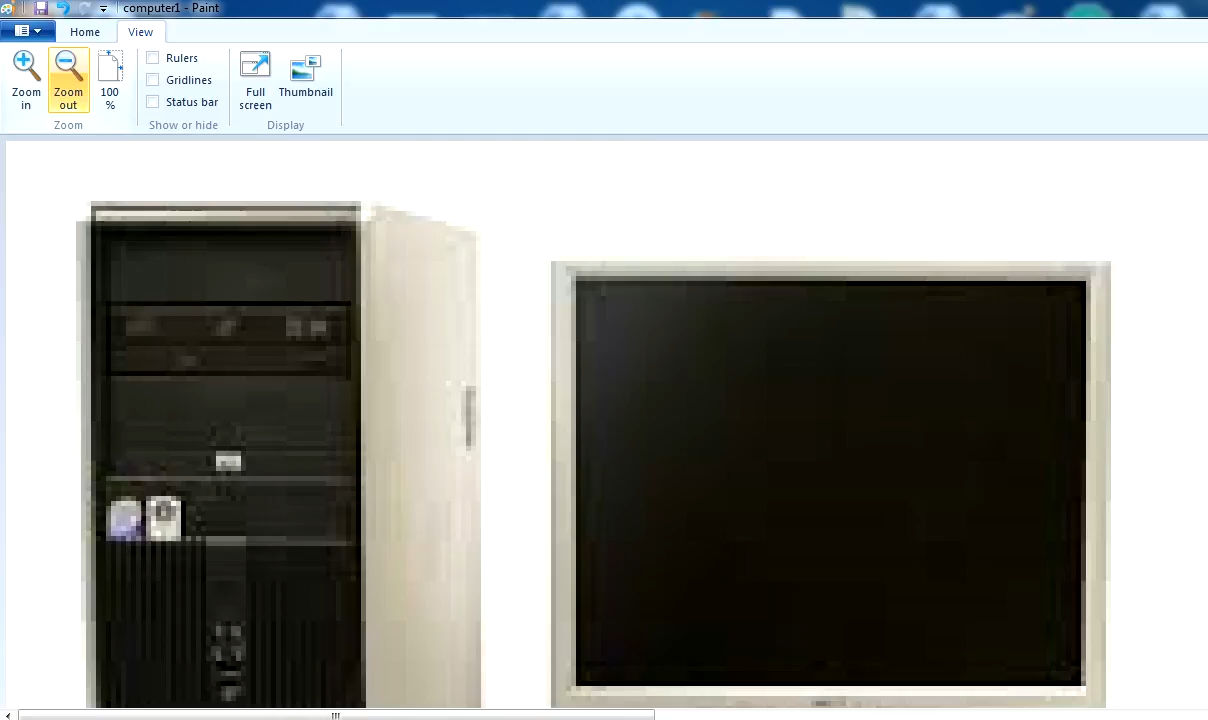 computer1 - Paint
Home View
Zoom in
Zoom out
100 %
Rulers
Gridlines
Status bar
Full screen
Thumbnail
Zoom
Show or hide
Display